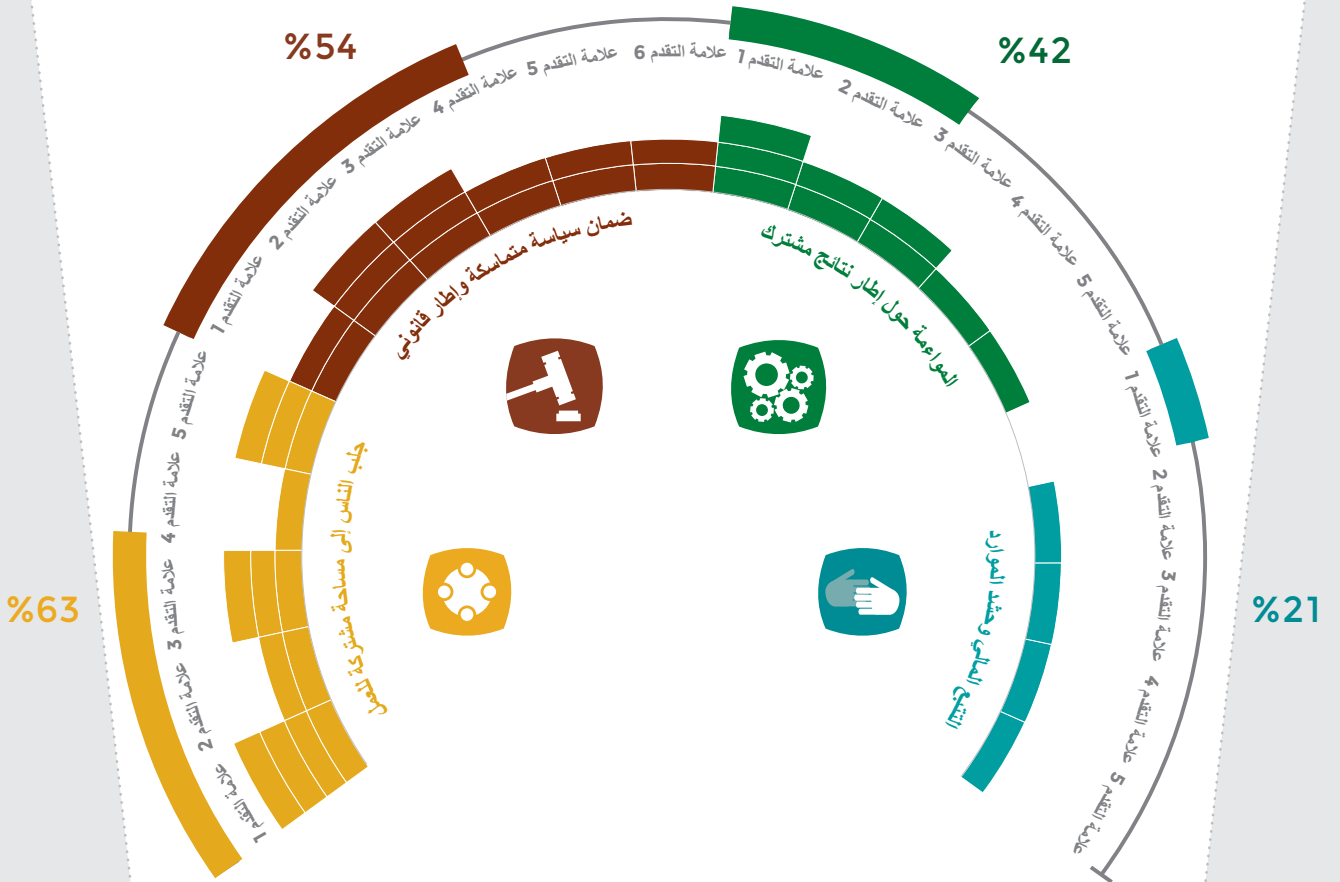 %63
%54
%42
%21
علامة التقدم 1
علامة التقدم 2
علامة التقدم 3
علامة التقدم 4
علامة التقدم 5
علامة التقدم 1
علامة التقدم 2
علامة التقدم 3
علامة التقدم 4
علامة التقدم 5
علامة التقدم 6
علامة التقدم 1
علامة التقدم 2
علامة التقدم 3
علامة التقدم 4
علامة التقدم 5
علامة التقدم 1
علامة التقدم 2
علامة التقدم 3
علامة التقدم 4
علامة التقدم 5
جلب الناس إلى مساحة مشتركة للعمل
ضمان سياسة متماسكة وإطار قانوني
المواءمة حول إطار نتائج مشترك
التتبع المالي وحشد الموارد